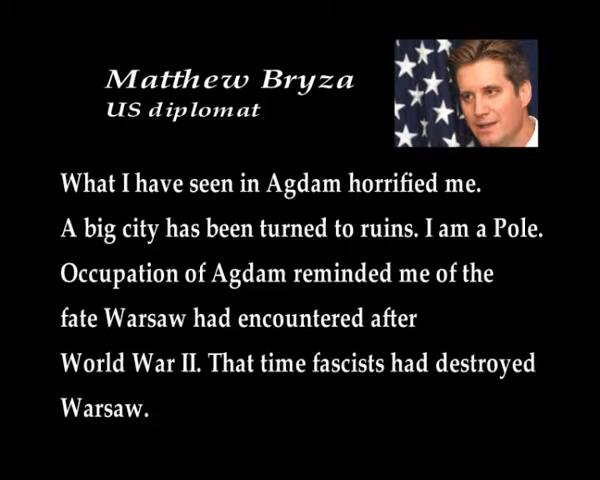 Matthew Bryza
US diplomat
What I have seen in Agdam horrified me.
A big city has been turned to ruins. I am a Pole.
Occupation of Agdam reminded me of the
fate Warsaw had encountered after
World War II. That time fascists had destroyed
Warsaw.